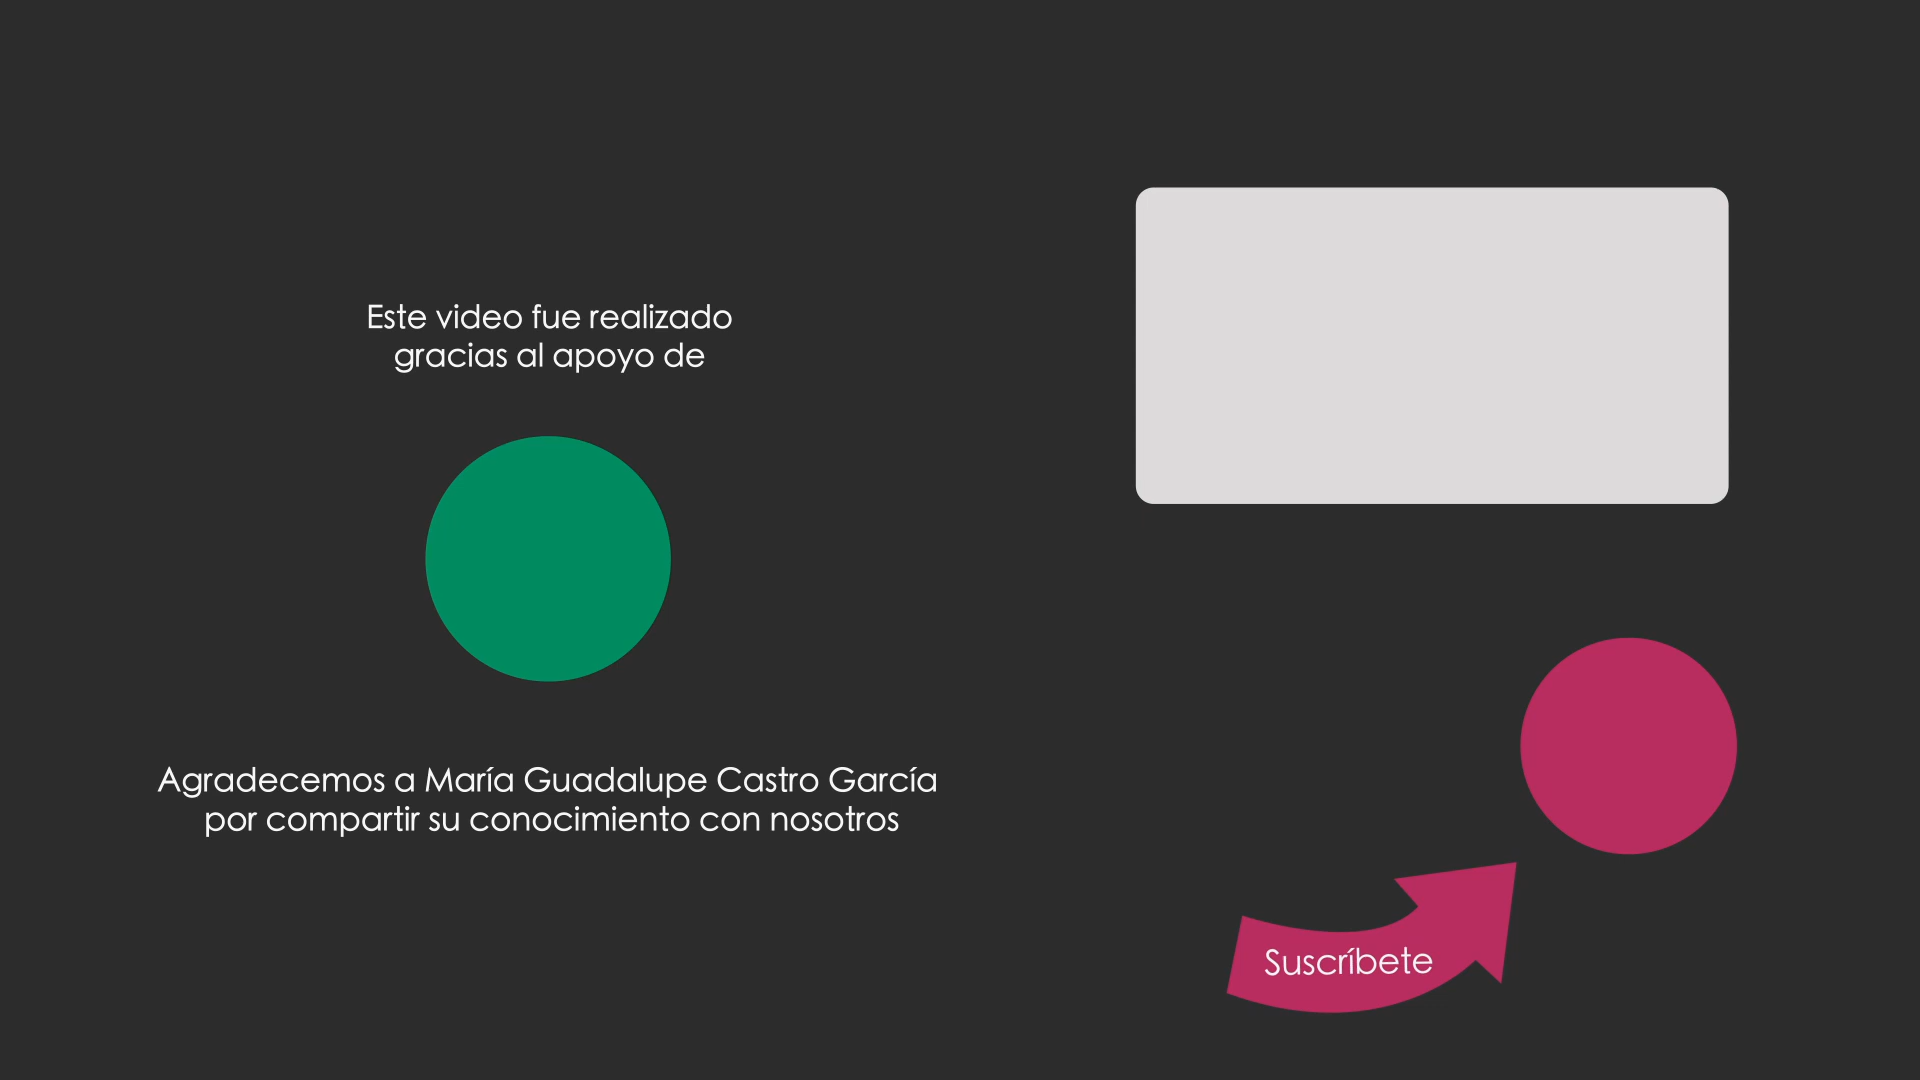 Este video fue realizado
gracias al apoyo de
Agradecemos a María Guadalupe Castro García
por compartir su conocimiento con nosotros
Suscríbete